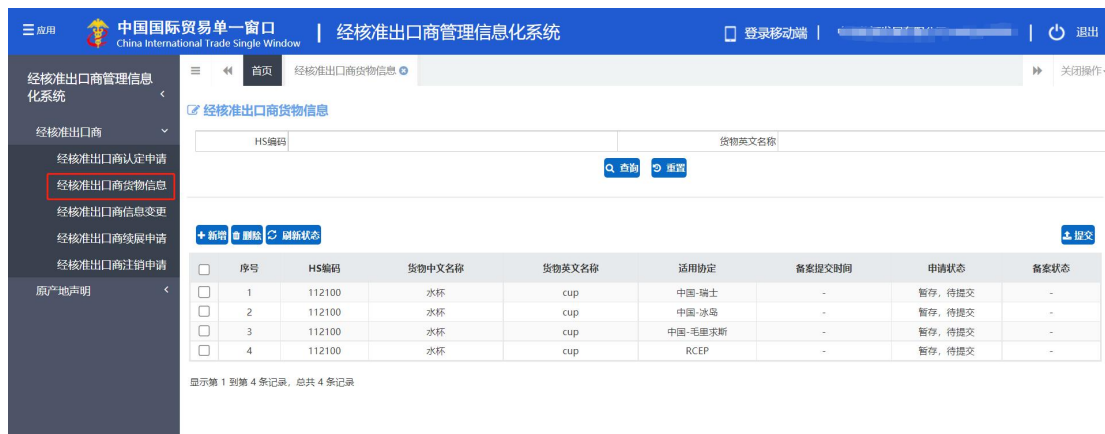 应用
中国国际贸易单一窗口
China International Trade Single Window
经核准出口商管理信息化系统
登录移动端
退出
经核准出口商管理信息
化系统
经核准出口商
经核准出口商认定申请
经核准出口商货物信息
经核准出口商信息变更
经核准出口商续展申请
经核准出口商注销申请
原产地声明
首页 经核准出口商货物信息 关闭操作
经核准出口商货物信息
HS编码 货物英文名称
查询 重置
新增 删除 刷新状态 提交
序号 HS编码 货物中文名称 货物英文名称 适用协定 备案提交时间 申请状态 备案状态
1 112100 水杯 cup 中国-瑞士 - 暂存，待提交 -
2 112100 水杯 cup 中国-冰岛 - 暂存，待提交 -
3 112100 水杯 cup 中国-毛里求斯 - 暂存，待提交 -
4 112100 水杯 cup RCEP - 暂存，待提交 -
显示第 1 到第 4 条记录，总共 4 条记录